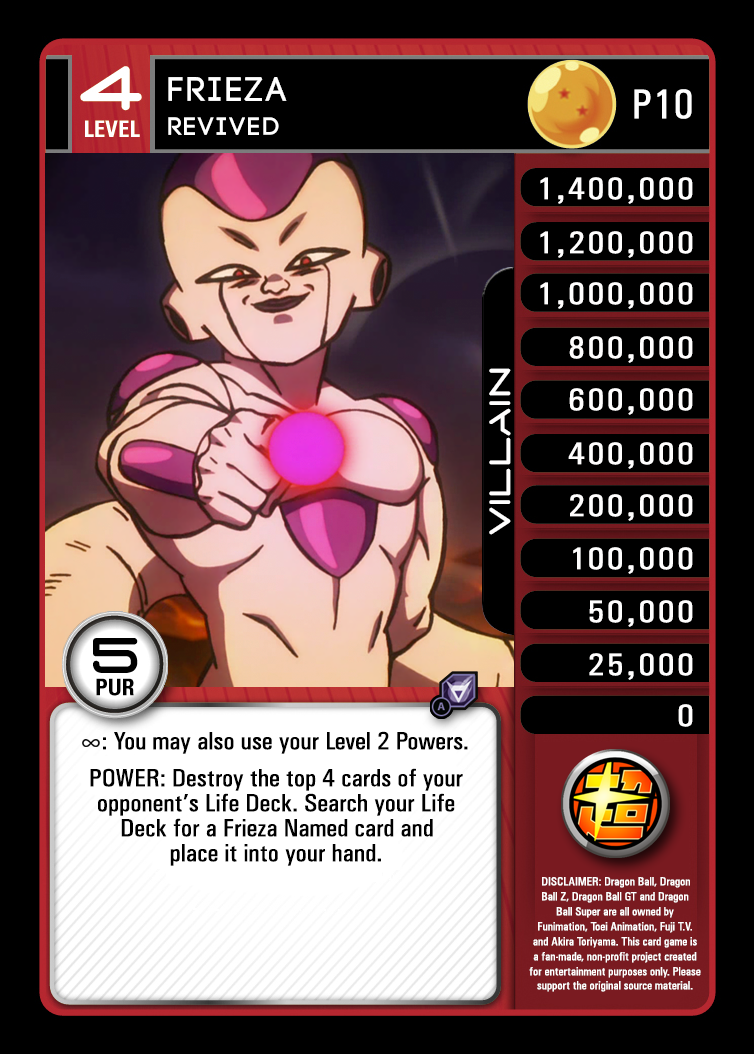 4
LEVEL
FRIEZA
REVIVED
P10
1,400,000
1,200,000
1,000,000
800,000
600,000
400,000
200,000
100,000
50,000
25,000
0
VILLAIN
5
PUR
A
∞: You may also use your Level 2 Powers.
POWER: Destroy the top 4 cards of your
opponent's Life Deck. Search your Life
Deck for a Frieza Named card and
place it into your hand.
超
DISCLAIMER: Dragon Ball, Dragon
Ball Z, Dragon Ball GT and Dragon
Ball Super are all owned by
Funimation, Toei Animation, Fuji T.V.
and Akira Toriyama. This card game is
a fan-made, non-profit project created
for entertainment purposes only. Please
support the original source material.